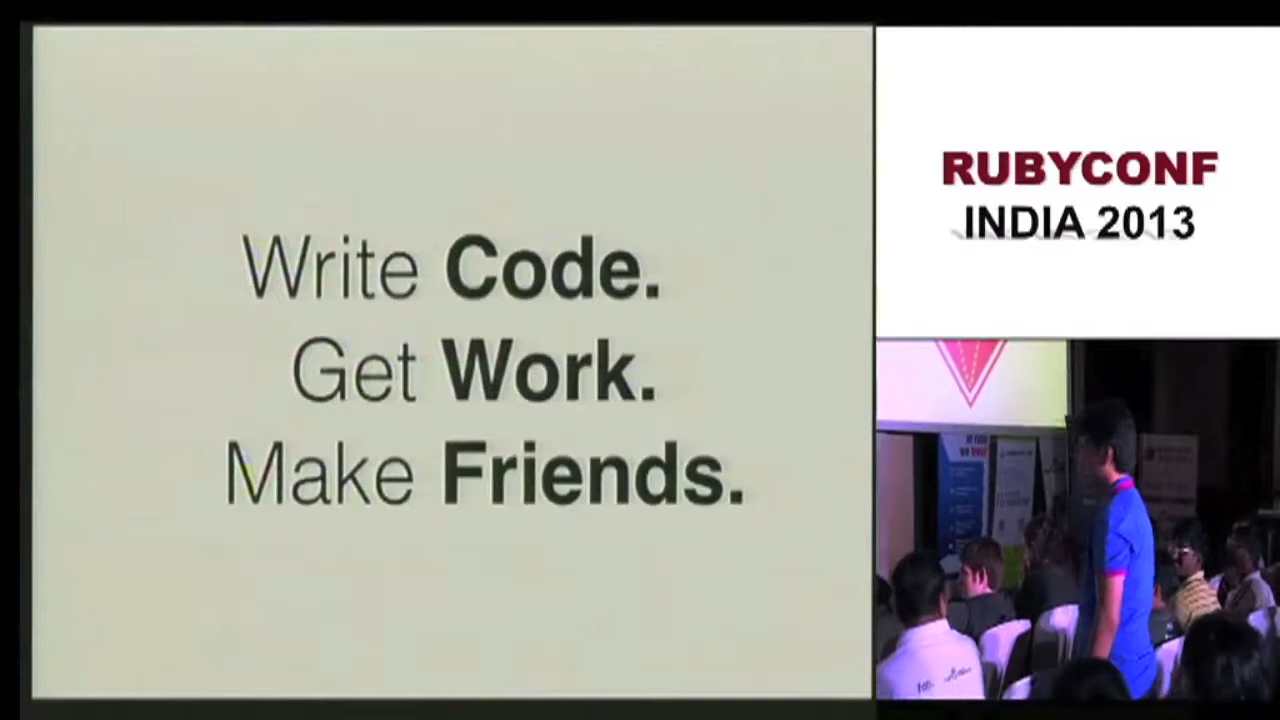 Write Code.
Get Work.
Make Friends.
RUBYCONF
INDIA 2013